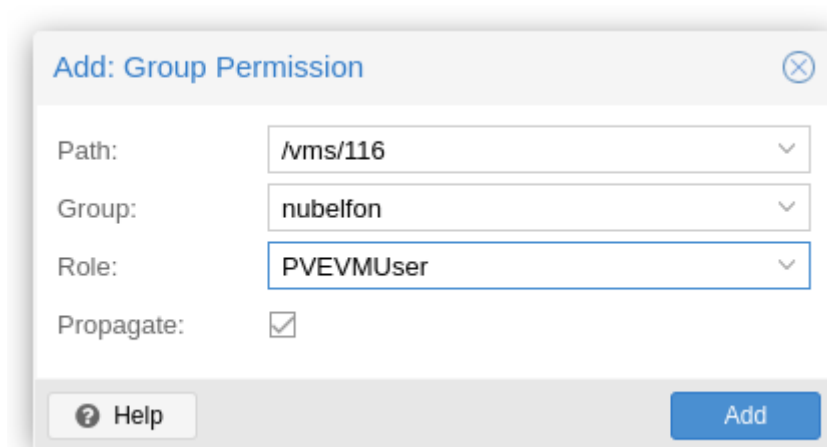 Add: Group Permission
Path: /vms/116
Group: nubelfon
Role: PVEVMUser
Propagate:
Help Add